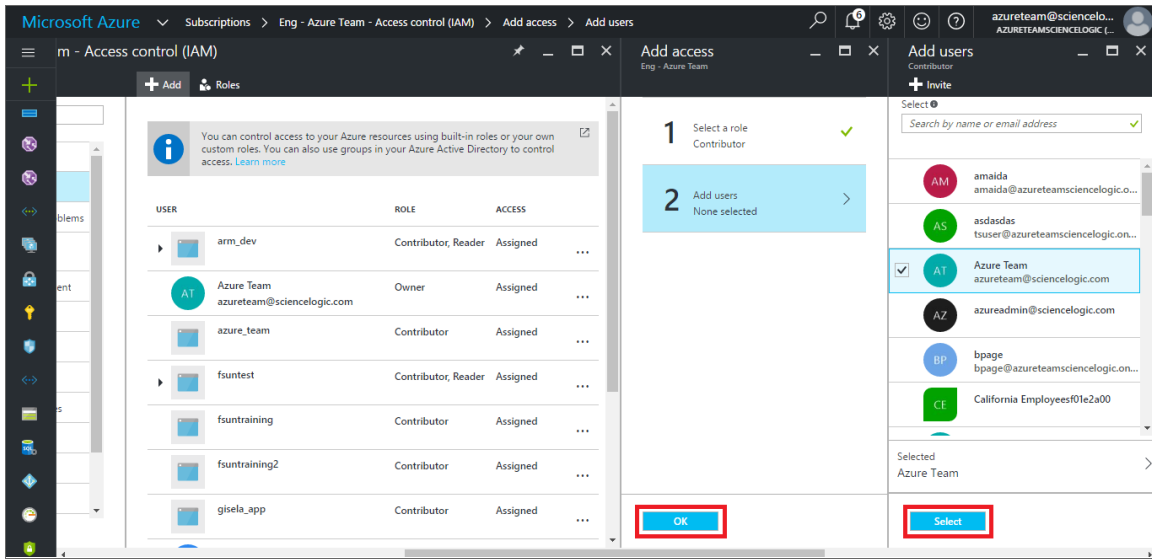 Microsoft Azure Subscriptions > Eng - Azure Team - Access control (IAM) > Add access > Add users
6
azureteam@sciencelo...
AZURETEAMSCIENCELOGIC (...
m - Access control (IAM)
Add Roles
blems
ent
es
SQL
You can control access to your Azure resources using built-in roles or your own
custom roles. You can also use groups in your Azure Active Directory to control
access. Learn more
USER ROLE ACCESS
arm_dev Contributor, Reader Assigned ...
AT Azure Team Owner Assigned ...
azureteam@sciencelogic.com
azure_team Contributor Assigned ...
fsuntest Contributor, Reader Assigned ...
fsuntraining Contributor Assigned ...
fsuntraining2 Contributor Assigned ...
gisela_app Contributor Assigned ...
Add access
Eng - Azure Team
1 Select a role
Contributor
2 Add users
None selected
OK
Add users
Contributor
Invite
Select
Search by name or email address
AM amaida
amaida@azureteamsciencelogic.o...
AS asdasdas
tsuser@azureteamsciencelogic.on...
AT Azure Team
azureteam@sciencelogic.com
AZ azureadmin@sciencelogic.com
BP bpage
bpage@azureteamsciencelogic.on...
CE California Employeesf01e2a00
Selected
Azure Team
Select